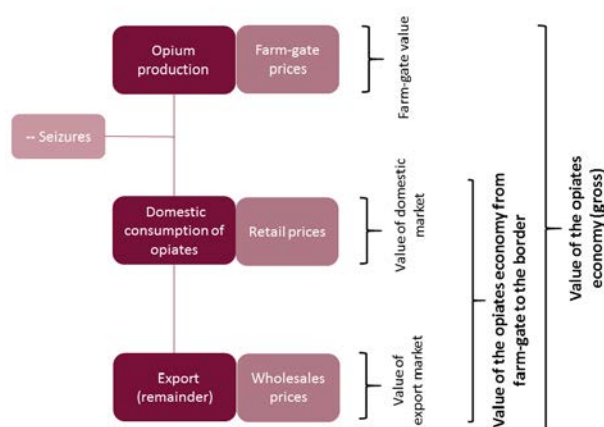 Opium
production
Farm-gate
prices
Farm-gate value
-- Seizures
Domestic
consumption of
opiates
Retail prices
Value of domestic
market
Export
(remainder)
Wholesales
prices
Value of
export market
Value of the opiates economy from
farm-gate to the border
Value of the opiates
economy (gross)